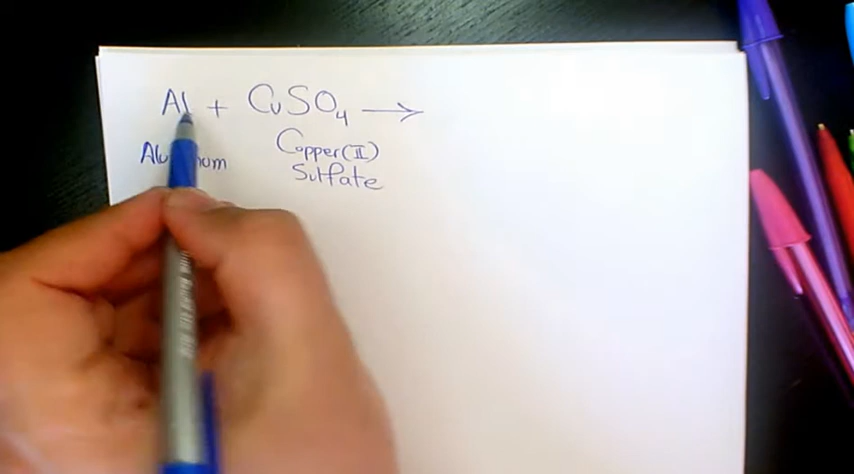 Al + CuSO₄ →
Copper(II)
Sulfate